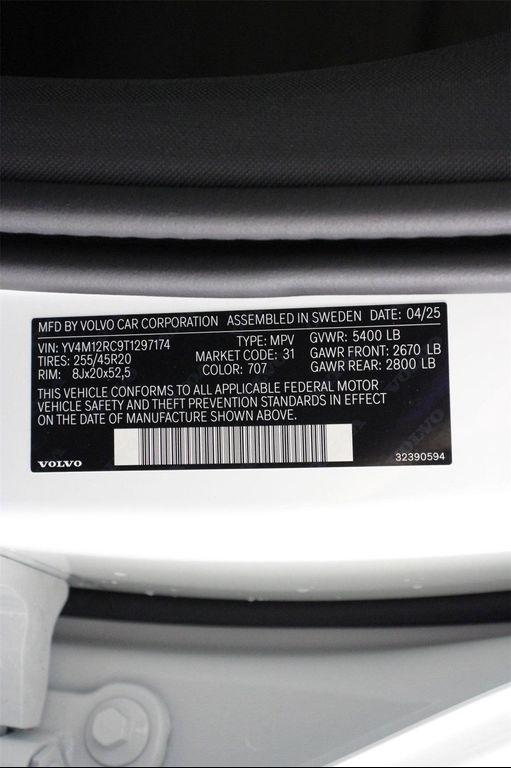 MFD BY VOLVO CAR CORPORATION ASSEMBLED IN SWEDEN DATE: 04/25
VIN: YV4M12RC9T1297174 TYPE: MPV GVWR: 5400 LB
TIRES: 255/45R20 MARKET CODE: 31 GAWR FRONT: 2670 LB
RIM: 8Jx20x52,5 COLOR: 707 GAWR REAR: 2800 LB
THIS VEHICLE CONFORMS TO ALL APPLICABLE FEDERAL MOTOR
VEHICLE SAFETY AND THEFT PREVENTION STANDARDS IN EFFECT
ON THE DATE OF MANUFACTURE SHOWN ABOVE.
VOLVO 32390594